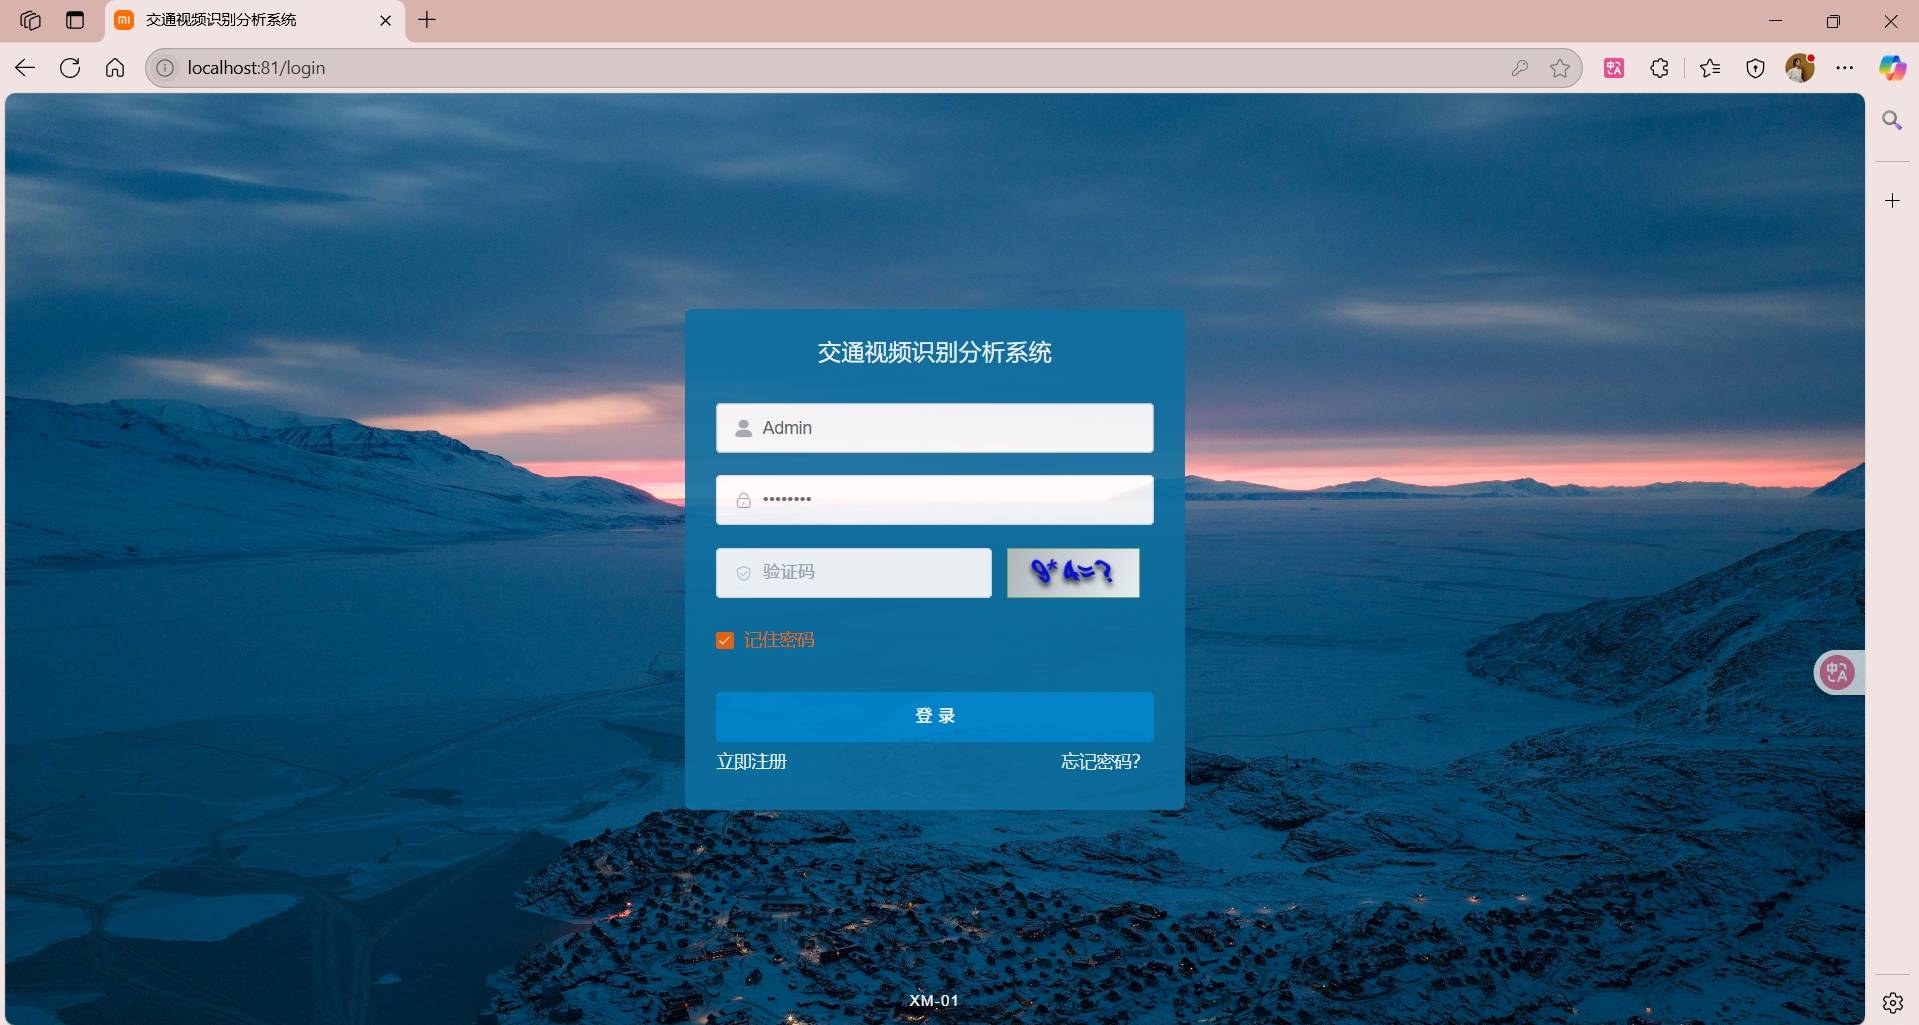 交通视频识别分析系统
localhost:81/login
交通视频识别分析系统
Admin
••••••••
验证码
9*4=?
记住密码
登 录
立即注册
忘记密码?
XM-01